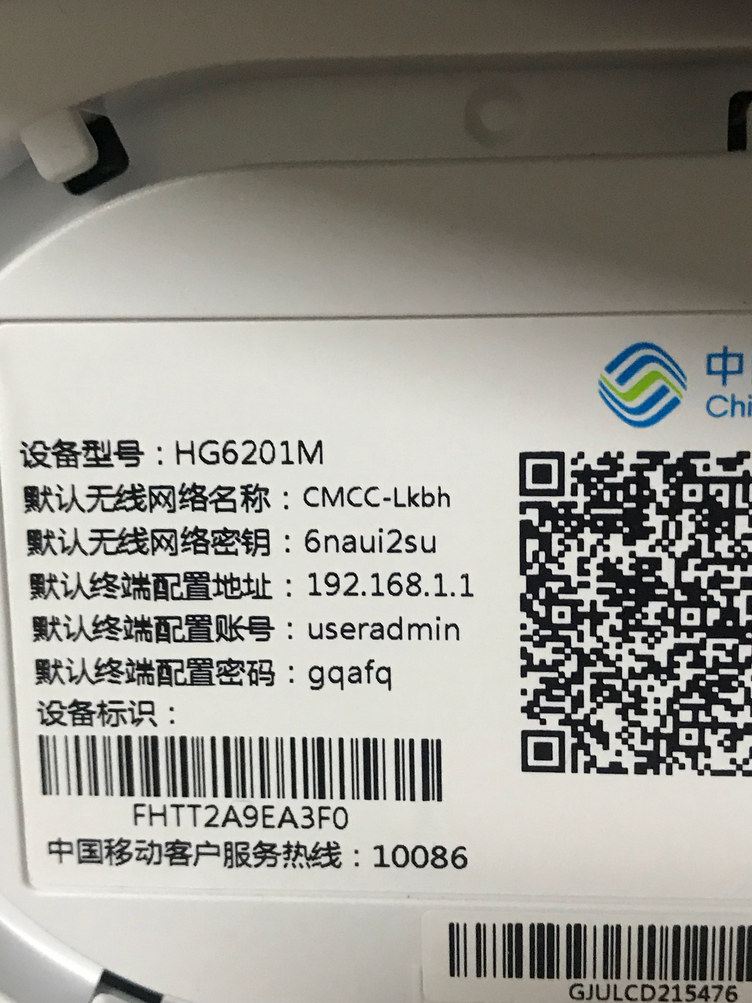 中
Chi
设备型号：HG6201M
默认无线网络名称：CMCC-Lkbh
默认无线网络密钥：6naui2su
默认终端配置地址：192.168.1.1
默认终端配置账号：useradmin
默认终端配置密码：gqafq
设备标识：
FHTT2A9EA3F0
中国移动客户服务热线：10086
GJULCD215476